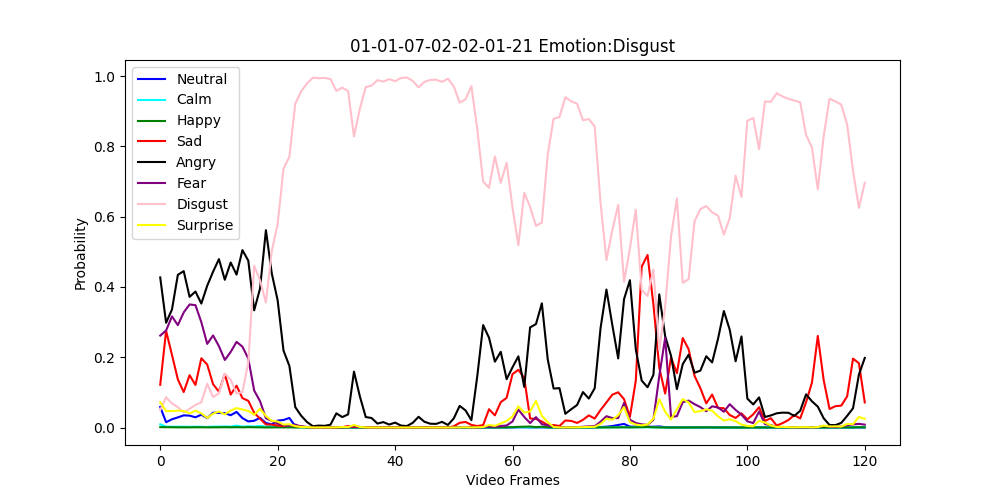 01-01-07-02-02-01-21 Emotion:Disgust
Neutral
Calm
Happy
Sad
Angry
Fear
Disgust
Surprise
1.0
0.8
0.6
0.4
0.2
0.0
Probability
0 20 40 60 80 100 120
Video Frames